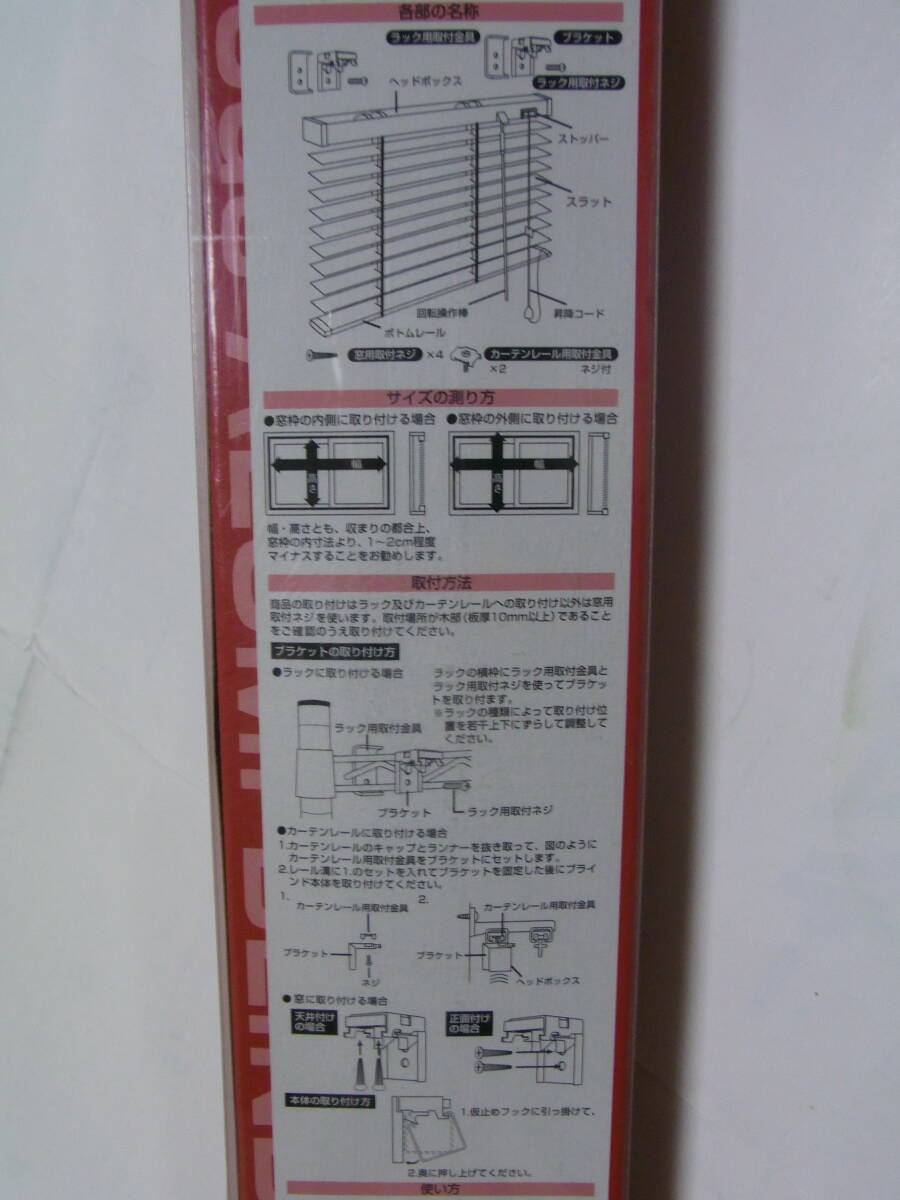 各部の名称
ラック用取付金具
ブラケット
ヘッドボックス
ラック用取付ネジ
ストッパー
スラット
回転操作棒
昇降コード
ボトムレール
窓用取付ネジ ×4
カーテンレール用取付金具
×2 ネジ付
サイズの測り方
●窓枠の内側に取り付ける場合
●窓枠の外側に取り付ける場合
幅
高さ
幅
高さ
幅・高さとも、収まりの都合上、
窓枠の内寸法より、1～2cm程度
マイナスすることをお勧めします。
取付方法
商品の取り付けはラック及びカーテンレールへの取り付け以外は窓用
取付ネジを使います。取付場所が木部(板厚10mm以上)であること
をご確認のうえ取り付けてください。
ブラケットの取り付け方
●ラックに取り付ける場合
ラックの横枠にラック用取付金具と
ラック用取付ネジを使ってブラケッ
トを取り付ます。
※ラックの種類によって取り付け位
置を若干上下にずらして調整して
ください。
ラック用取付金具
ブラケット
ラック用取付ネジ
●カーテンレールに取り付ける場合
1.カーテンレールのキャップとランナーを抜き取って、図のように
カーテンレール用取付金具をブラケットにセットします。
2.レール溝に1.のセットを入れてブラケットを固定した後にブライ
ンド本体を取り付けてください。
1.
カーテンレール用取付金具
ブラケット
ネジ
2.
カーテンレール用取付金具
ブラケット
ヘッドボックス
●窓に取り付ける場合
天井付け
の場合
正面付け
の場合
本体の取り付け方
1.仮止めフックに引っ掛けて、
2.奥に押し上げてください。
使い方